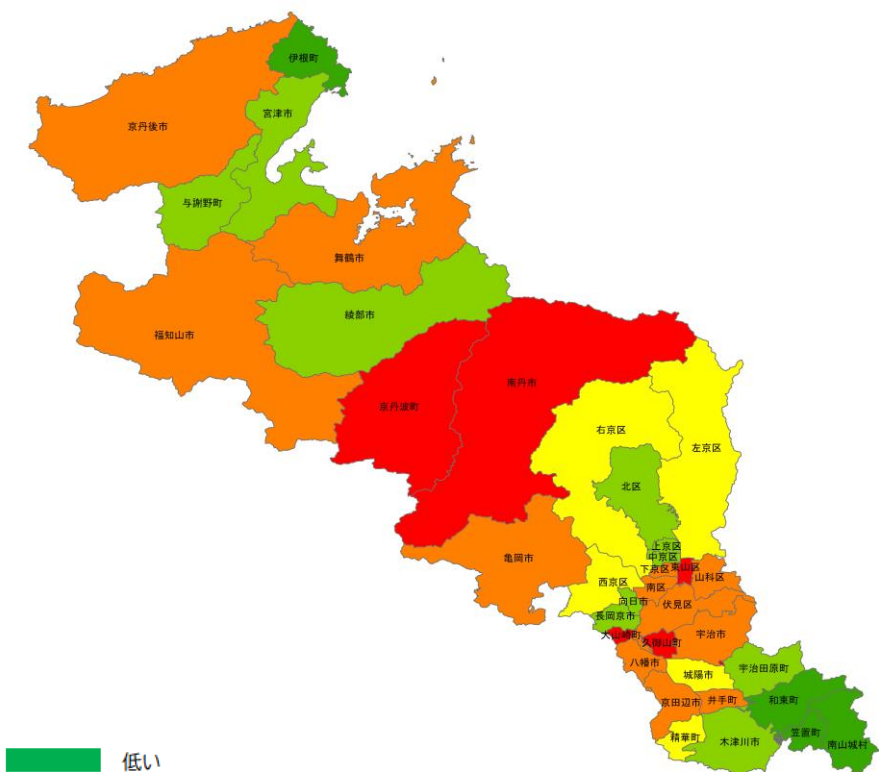 伊根町
京丹後市
宮津市
与謝野町
舞鶴市
綾部市
福知山市
南丹市
京丹波町
右京区
左京区
北区
上京区
中京区
下京区
東山区
山科区
亀岡市
西京区
南区
向日市
伏見区
長岡京市
大山崎町
久御山町
宇治市
八幡市
城陽市
宇治田原町
京田辺市
井手町
和束町
精華町
木津川市
笠置町
南山城村
低い